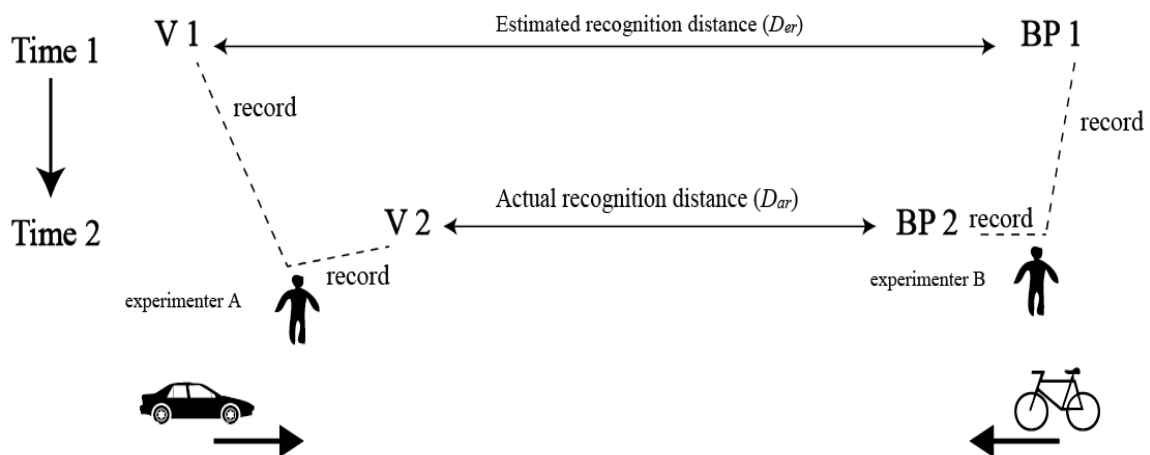 Time 1
V 1
Estimated recognition distance (Der)
BP 1
record
record
Time 2
V 2
Actual recognition distance (Dar)
BP 2
record
record
experimenter A
experimenter B